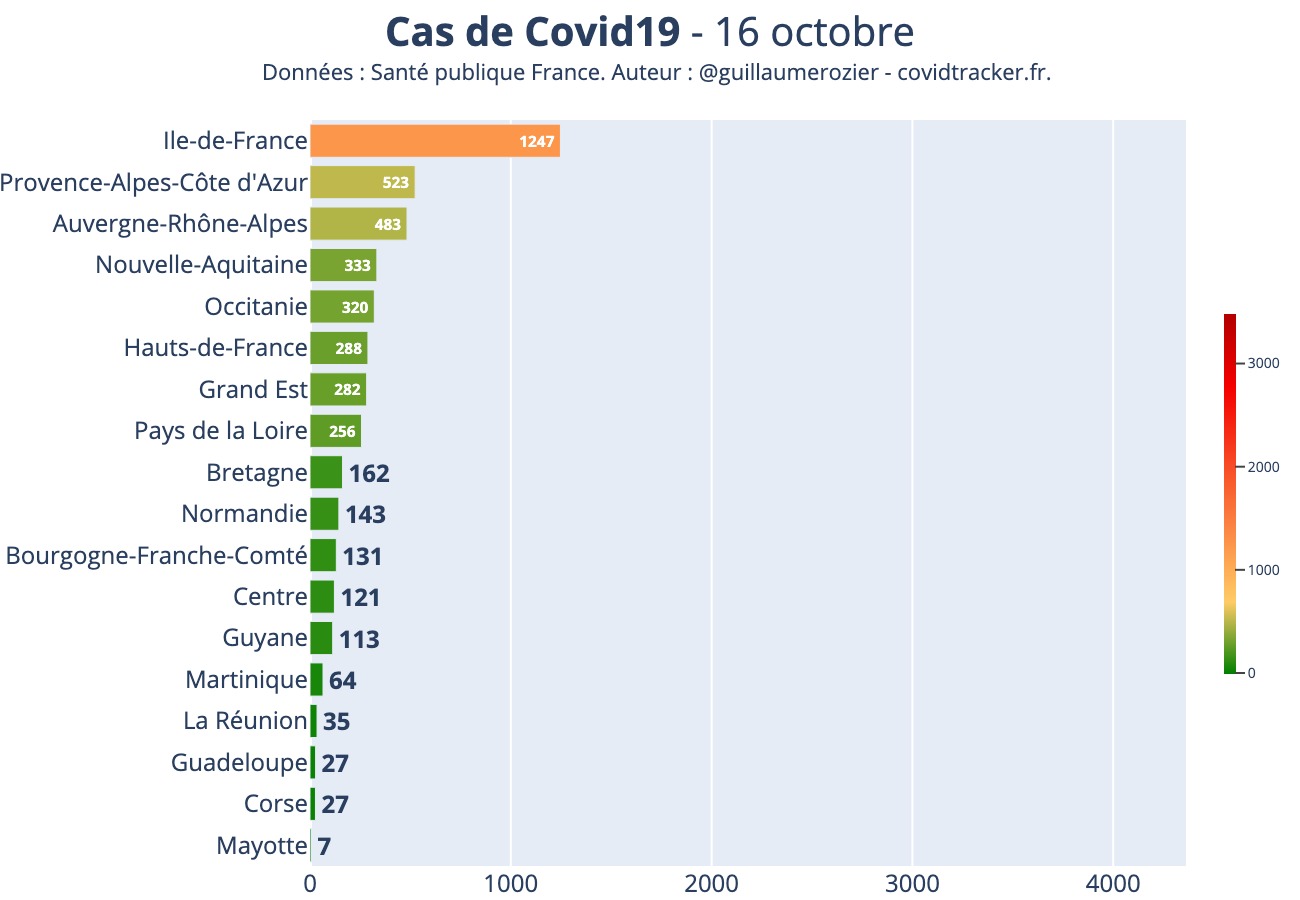 Cas de Covid19 - 16 octobre
Données : Santé publique France. Auteur : @guillaumerozier - covidtracker.fr.
Ile-de-France 1247
Provence-Alpes-Côte d'Azur 523
Auvergne-Rhône-Alpes 483
Nouvelle-Aquitaine 333
Occitanie 320
Hauts-de-France 288
Grand Est 282
Pays de la Loire 256
Bretagne 162
Normandie 143
Bourgogne-Franche-Comté 131
Centre 121
Guyane 113
Martinique 64
La Réunion 35
Guadeloupe 27
Corse 27
Mayotte 7
0 1000 2000 3000 4000
3000
2000
1000
0